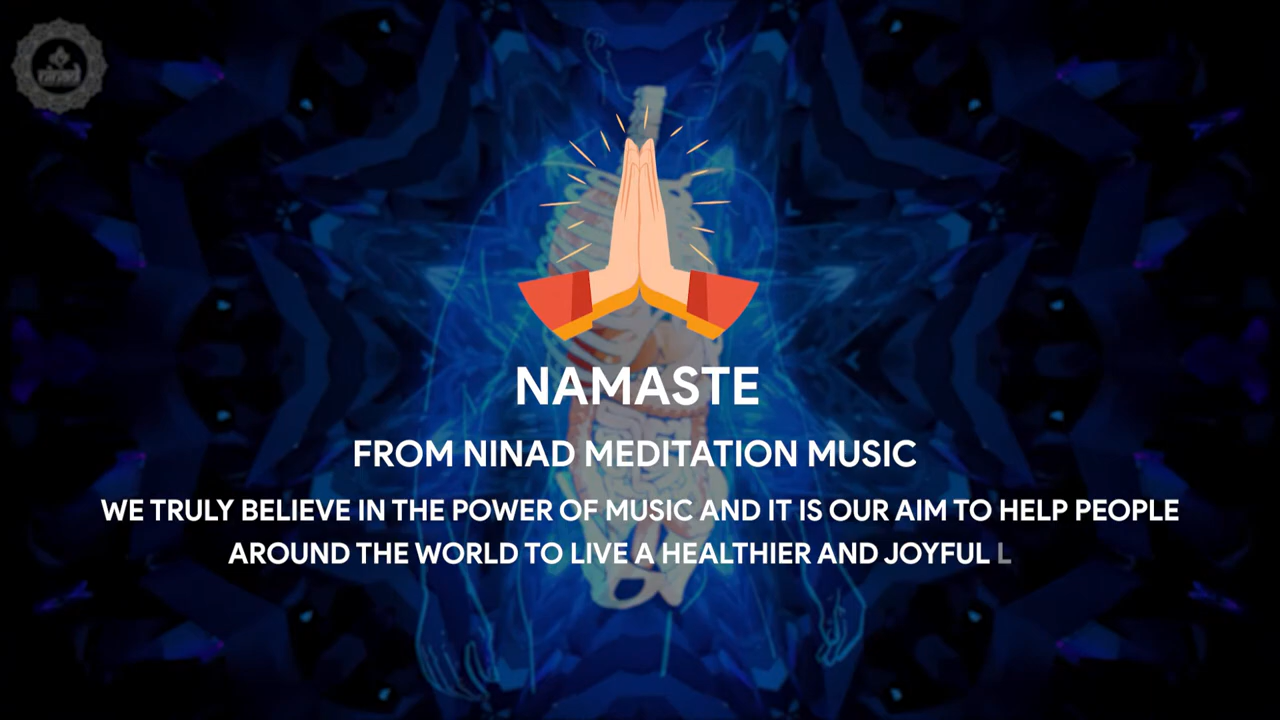 ninad
NAMASTE
FROM NINAD MEDITATION MUSIC
WE TRULY BELIEVE IN THE POWER OF MUSIC AND IT IS OUR AIM TO HELP PEOPLE
AROUND THE WORLD TO LIVE A HEALTHIER AND JOYFUL L